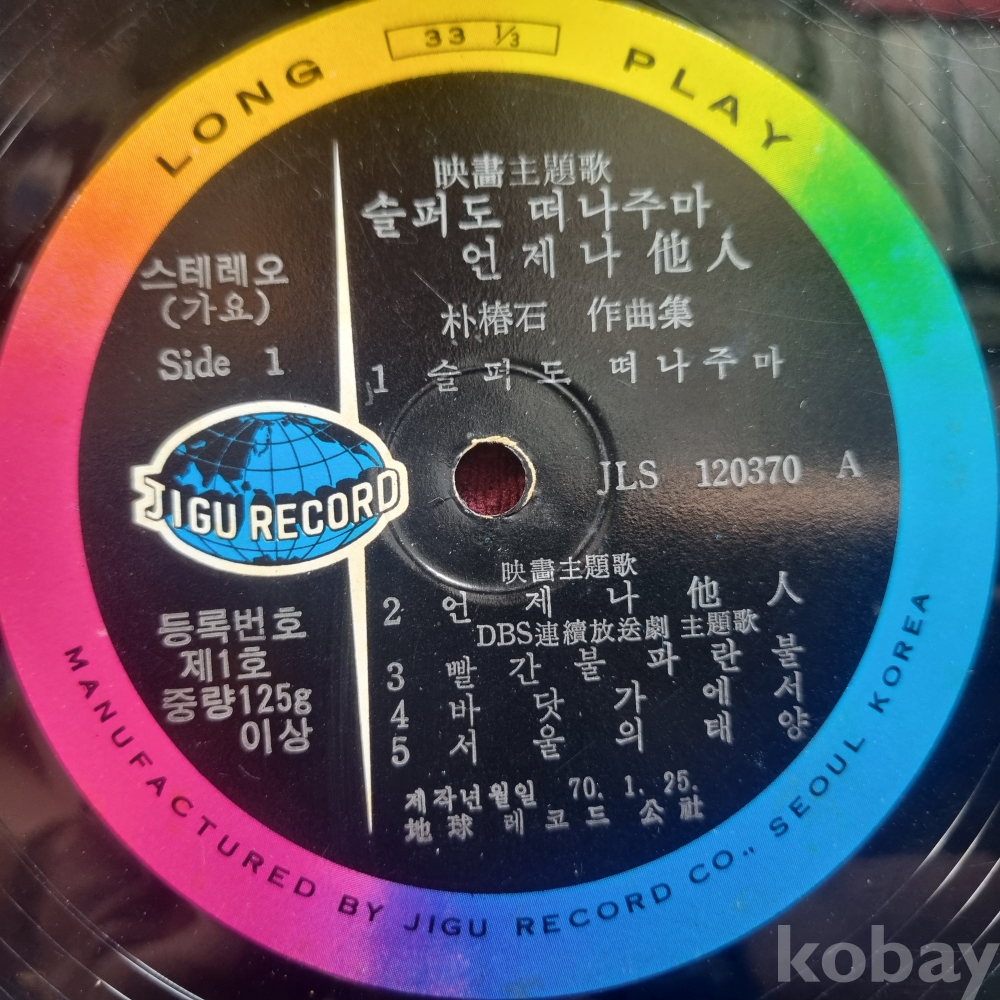 LONG PLAY
33 1/3
映畫主題歌
슬퍼도 떠나주마
언제나 他人
朴椿石 作曲集
스테레오
(가요)
Side 1
1 슬퍼도 떠나주마
JIGU RECORD
JLS 120370 A
映畫主題歌
2 언제나 他人
DBS連續放送劇 主題歌
3 빨간불파란불
4 바닷가에서
5 서울의태양
등록번호
제1호
중량125g
이상
제작년월일 70. 1. 25.
地球레코드公社
MANUFACTURED BY JIGU RECORD CO., SEOUL KOREA
kobay